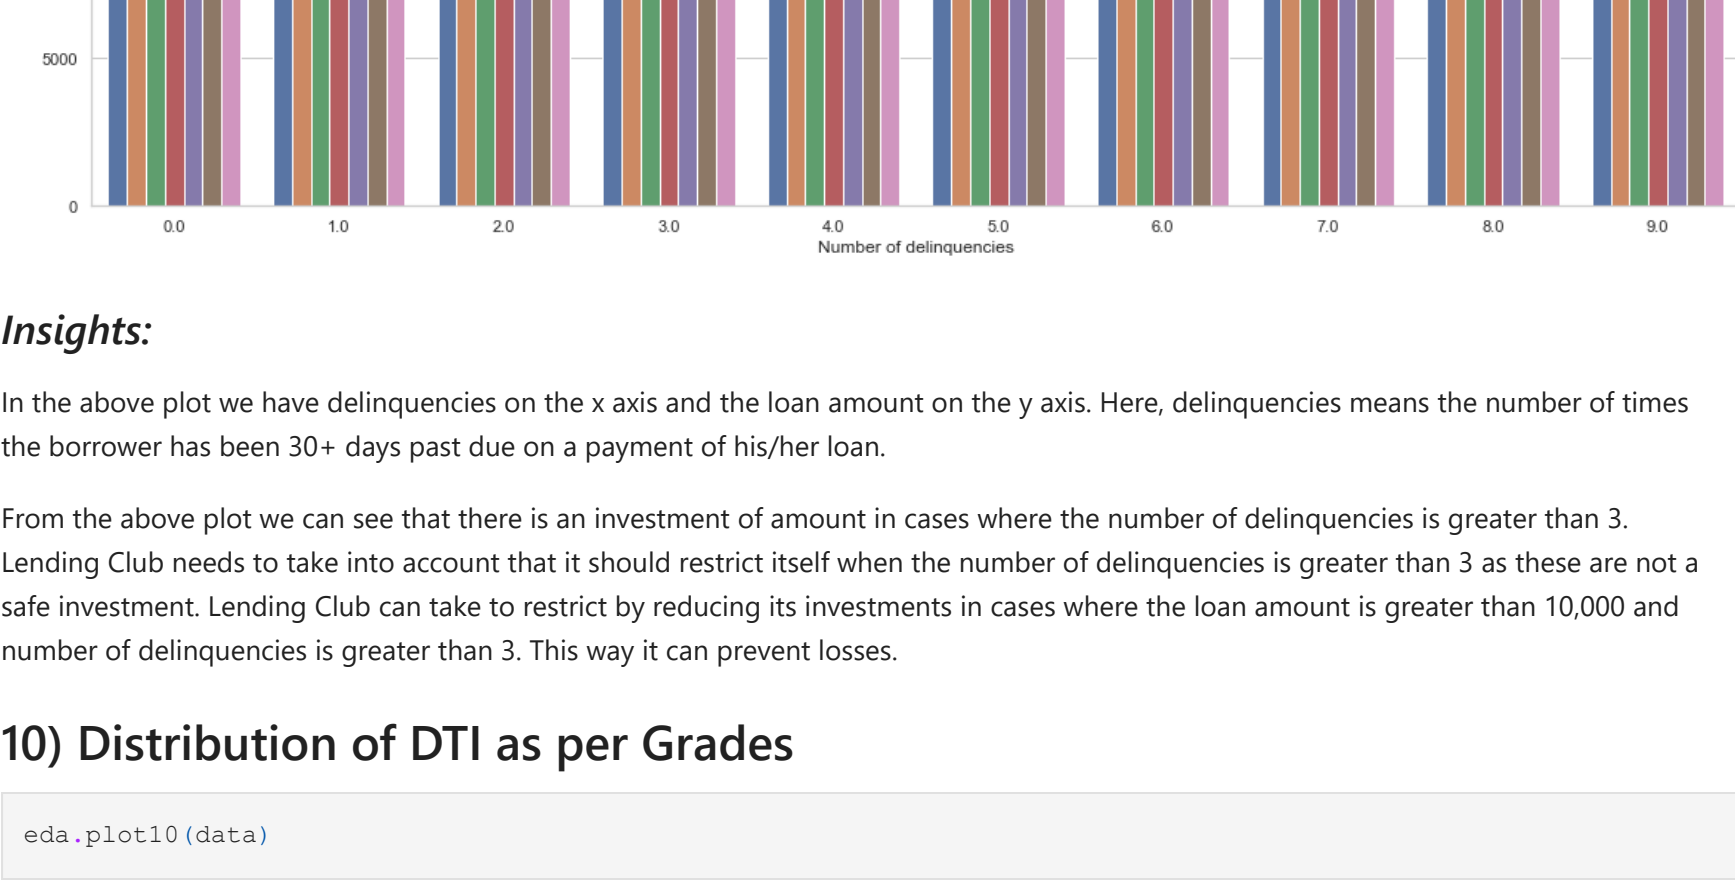 5000
0
0.0 1.0 2.0 3.0 4.0 5.0 6.0 7.0 8.0 9.0
Number of delinquencies
Insights:
In the above plot we have delinquencies on the x axis and the loan amount on the y axis. Here, delinquencies means the number of times
the borrower has been 30+ days past due on a payment of his/her loan.
From the above plot we can see that there is an investment of amount in cases where the number of delinquencies is greater than 3.
Lending Club needs to take into account that it should restrict itself when the number of delinquencies is greater than 3 as these are not a
safe investment. Lending Club can take to restrict by reducing its investments in cases where the loan amount is greater than 10,000 and
number of delinquencies is greater than 3. This way it can prevent losses.
10) Distribution of DTI as per Grades
eda.plot10(data)